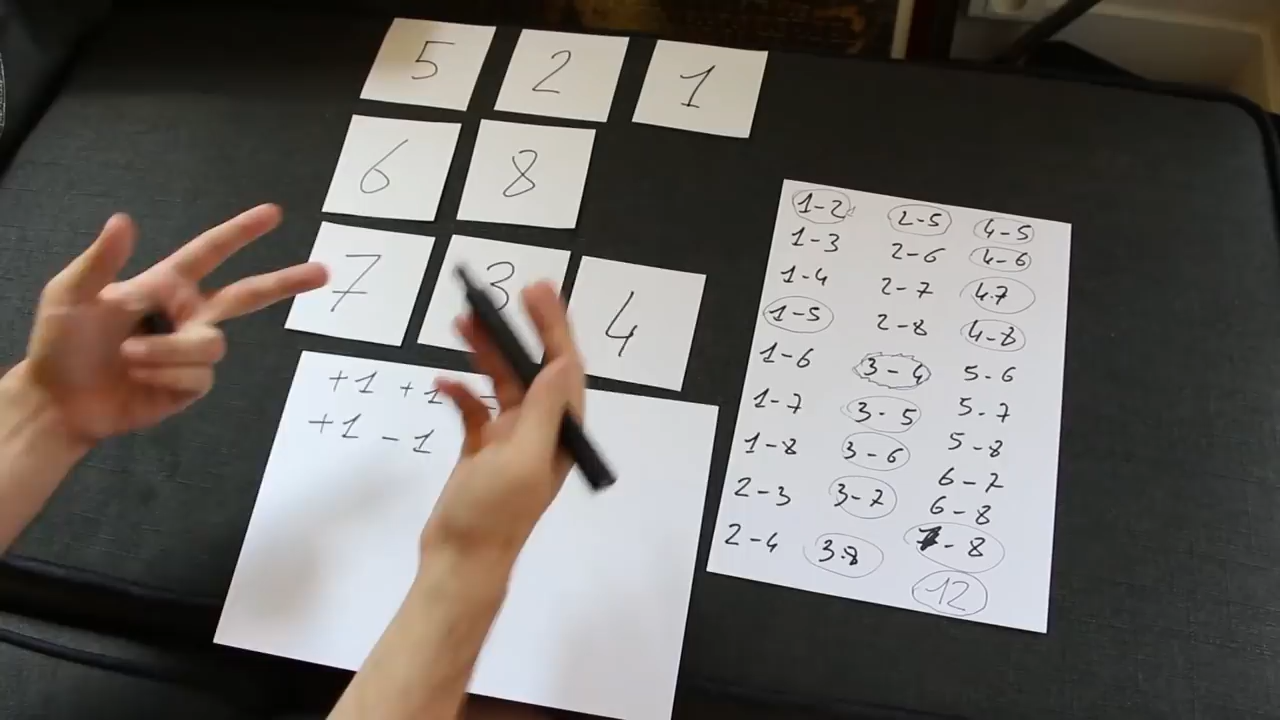 5 2 1
6 8
7 3 4
+1 +1 =
+1 -1
1-2 2-5 4-5
1-3 2-6 4-6
1-4 2-7 4.7
1-5 2-8 4-8
1-6 3-4 5-6
1-7 3-5 5-7
1-8 3-6 5-8
2-3 3-7 6-7
2-4 3.8 6-8
7-8
12